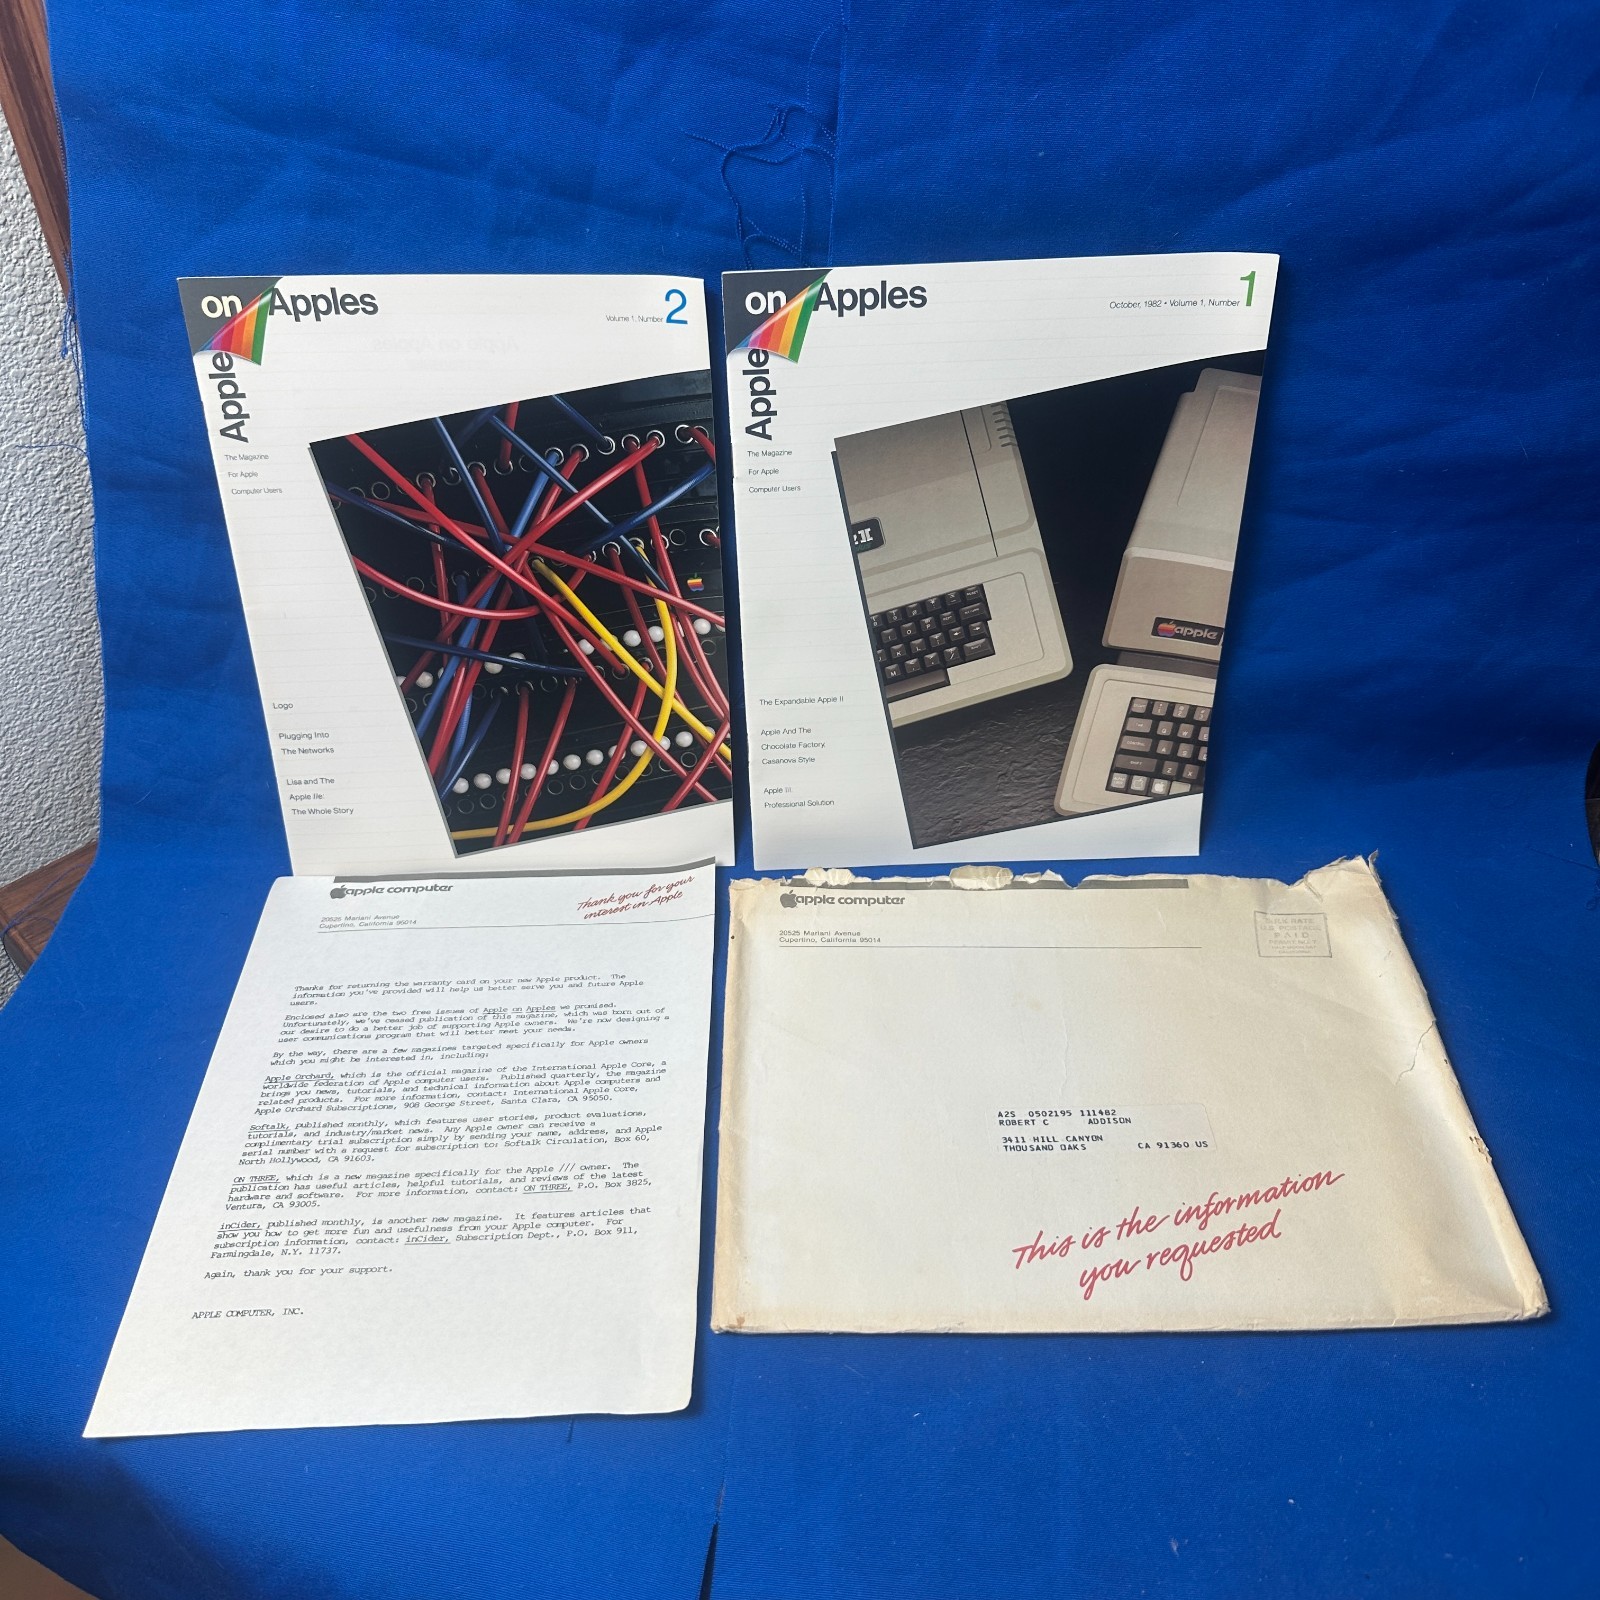 on Apples
Apple
Volume 1, Number 2
The Magazine
For Apple
Computer Users
Logo
Plugging Into
The Networks
Lisa and The
Apple IIe:
The Whole Story
on Apples
Apple
October, 1982 • Volume 1, Number 1
The Magazine
For Apple
Computer Users
The Expandable Apple II
Apple And The
Chocolate Factory,
Casanova Style
Apple III:
Professional Solution
apple
apple computer
Thank you for your
interest in Apple
20525 Mariani Avenue
Cupertino, California 95014
Thanks for returning the warranty card on your new Apple product. The
information you've provided will help us better serve you and future Apple
users.
Enclosed also are the two free issues of Apple on Apples we promised.
Unfortunately, we've ceased publication of this magazine, which was born out of
our desire to do a better job of supporting Apple owners. We're now designing a
user communications program that will better meet your needs.
By the way, there are a few magazines targeted specifically for Apple owners
which you might be interested in, including:
Apple Orchard, which is the official magazine of the International Apple Core, a
worldwide federation of Apple computer users. Published quarterly, the magazine
brings you news, tutorials, and technical information about Apple computers and
related products. For more information, contact: International Apple Core,
Apple Orchard Subscriptions, 908 George Street, Santa Clara, CA 95050.
Softalk, published monthly, which features user stories, product evaluations,
tutorials, and industry/market news. Any Apple owner can receive a
complimentary trial subscription simply by sending your name, address, and Apple
serial number with a request for subscription to: Softalk Circulation, Box 60,
North Hollywood, CA 91603.
ON THREE, which is a new magazine specifically for the Apple /// owner. The
publication has useful articles, helpful tutorials, and reviews of the latest
hardware and software. For more information, contact: ON THREE, P.O. Box 3825,
Ventura, CA 93005.
inCider, published monthly, is another new magazine. It features articles that
show you how to get more fun and usefulness from your Apple computer. For
subscription information, contact: inCider, Subscription Dept., P.O. Box 911,
Farmingdale, N.Y. 11737.
Again, thank you for your support.
APPLE COMPUTER, INC.
apple computer
20525 Mariani Avenue
Cupertino, California 95014
BULK RATE
U.S. POSTAGE
PAID
A2S 0502195 111482
ROBERT C ADDISON
3411 HILL CANYON
THOUSAND OAKS CA 91360 US
This is the information
you requested